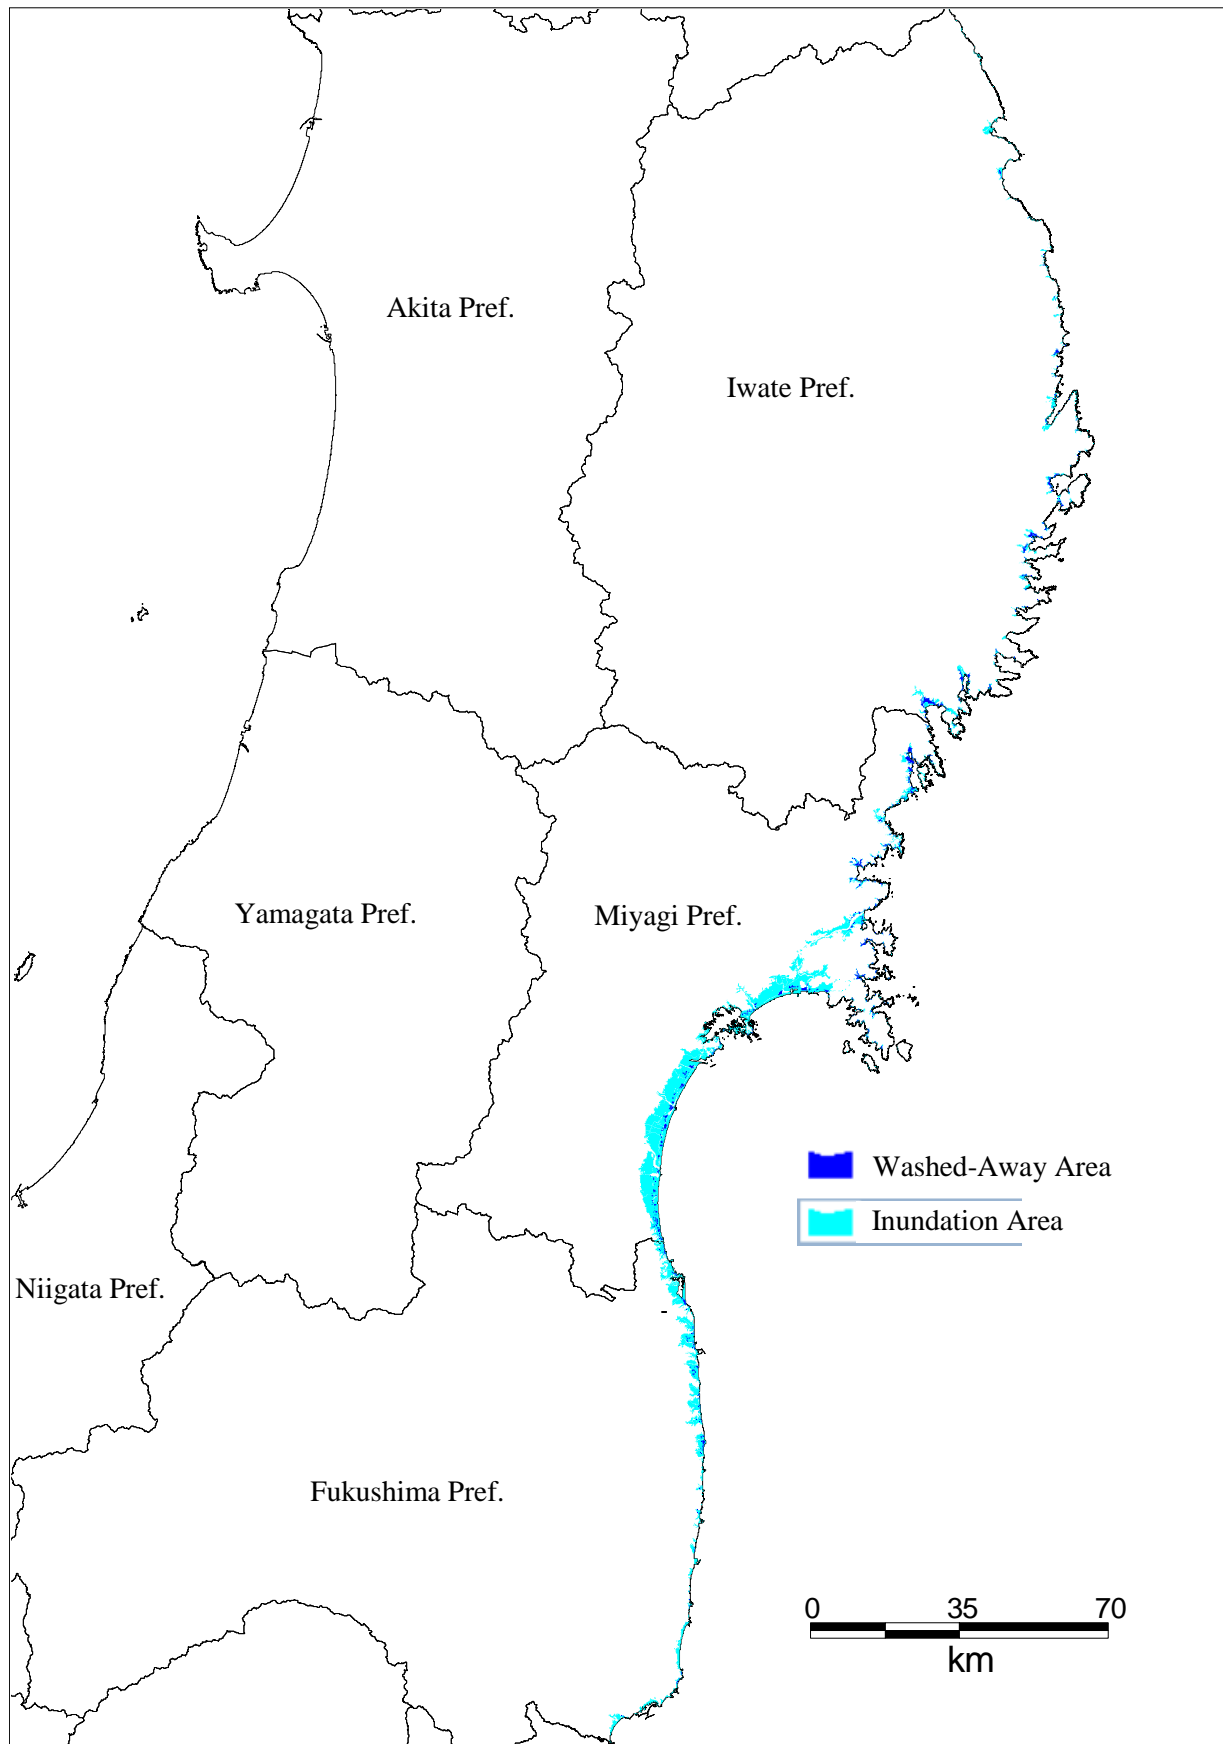 Akita Pref.
Iwate Pref.
Yamagata Pref.
Miyagi Pref.
Washed-Away Area
Inundation Area
Niigata Pref.
Fukushima Pref.
0 35 70
km